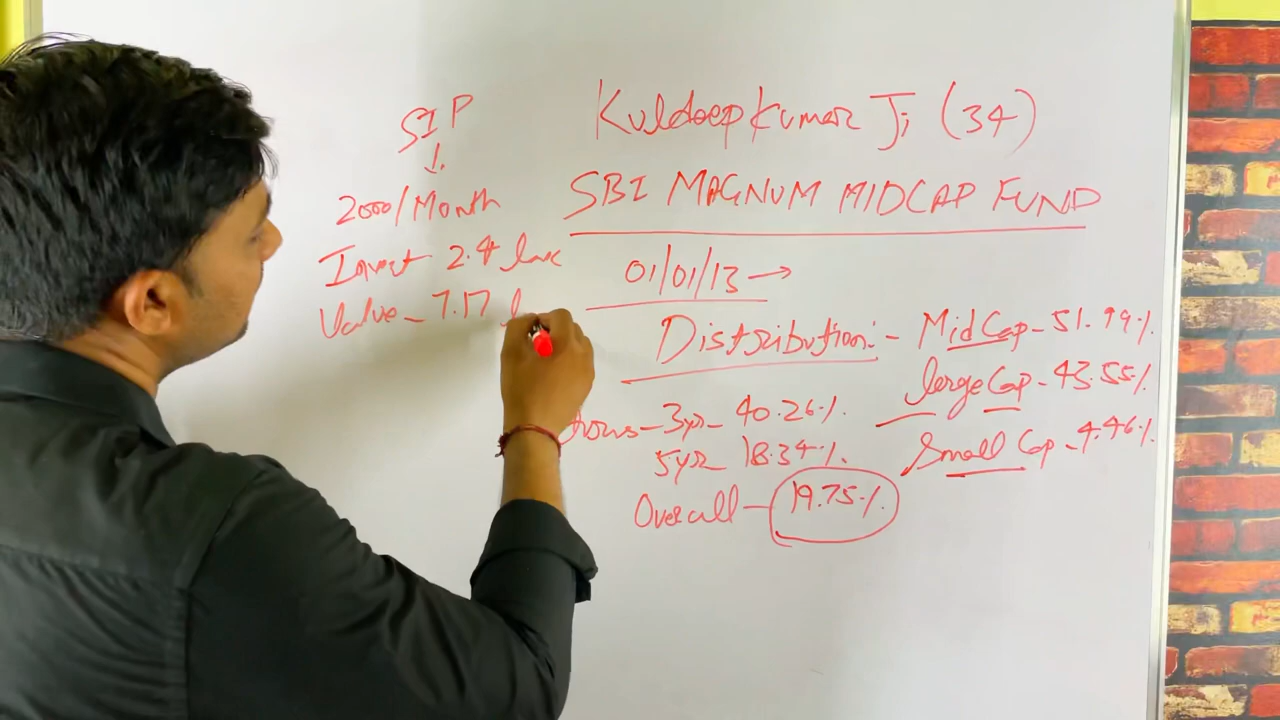 SIP
↓
2000/Month
Invest 2.4 lac
Value - 7.17
Kuldeep Kumar Ji (34)
SBI MAGNUM MIDCAP FUND
01/01/13 →
Distribution:- MidCap - 51.99%
large Cap - 43.55%
Small Cop - 4.46%
3yr - 40.26%
5yr - 18.34%
Overall - 19.75%